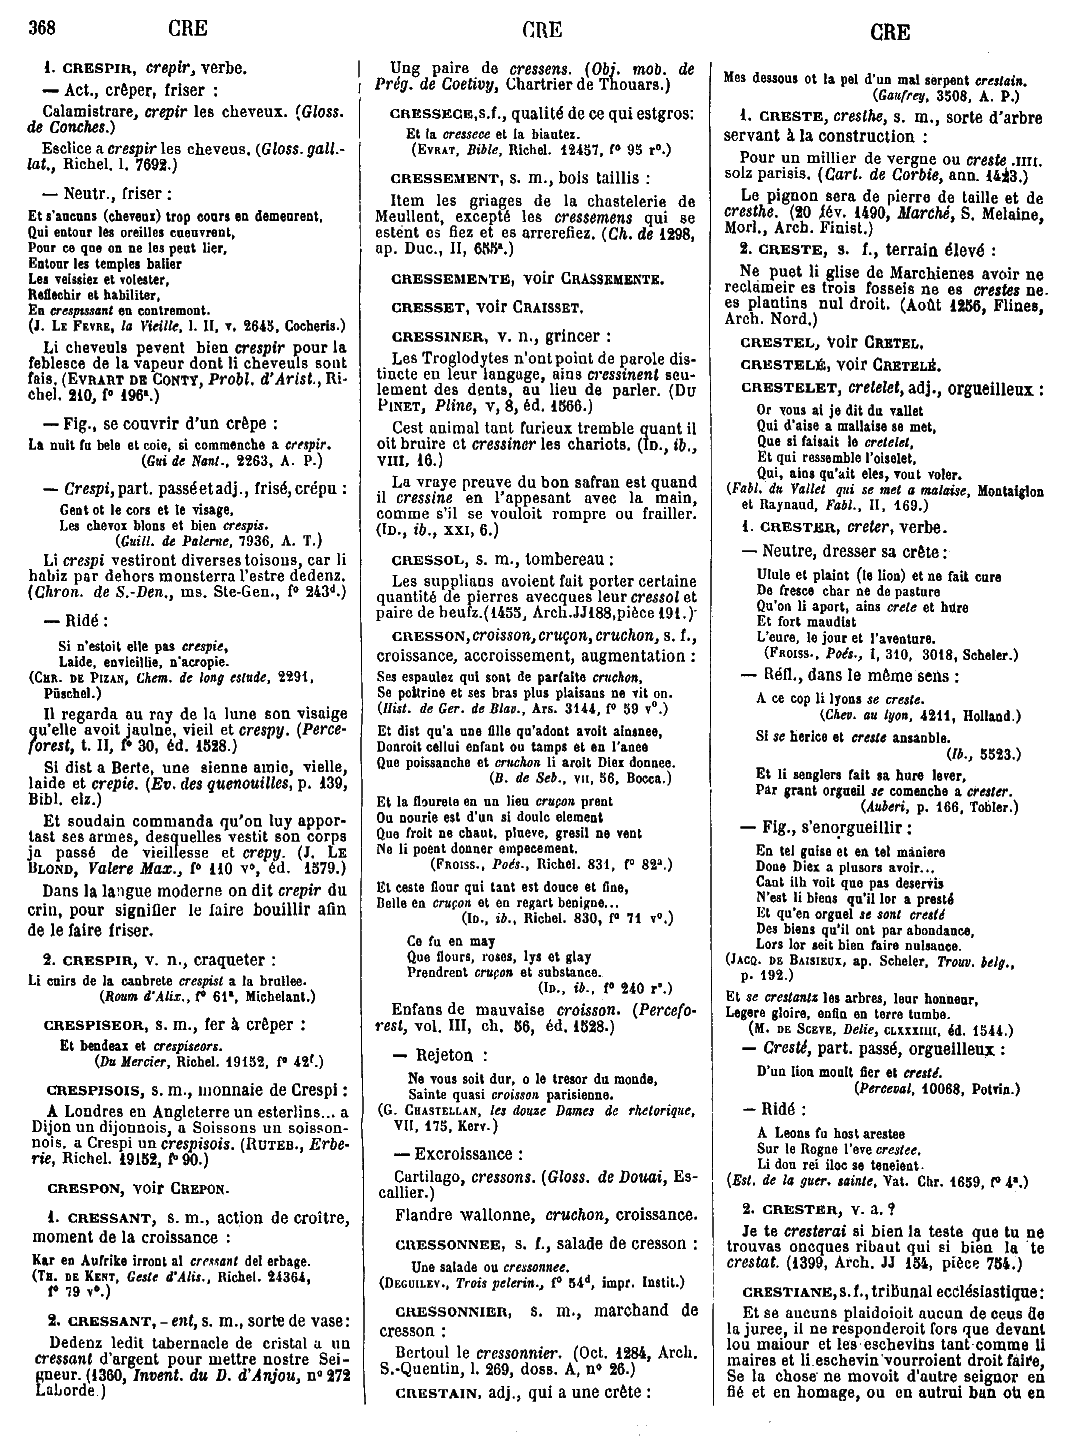 368 CRE CRE CRE
1. CRESPIR, crepir, verbe.
— Act., crêper, friser :
Calamistrare, crepir les cheveux. (Gloss.
de Conches.)
Esclice a crespir les cheveus. (Gloss. gall.-
lat., Richel. l. 7692.)
— Neutr., friser :
Et s'aucuns (cheveux) trop cours en demeurent,
Qui entour les oreilles cueuvrent,
Pour ce que on ne les peut lier,
Entour les temples balier
Les veissiez et voleter,
Reflechir et habiliter,
En crespissant en contremont.
(J. LE FEVRE, la Vieille, l. II, v. 2645, Cocheris.)
Li cheveuls pevent bien crespir pour la
feblesce de la vapeur dont li cheveuls sont
fais. (EVRART DE CONTY, Probl. d'Arist., Ri-
chel. 210, f° 196ª.)
— Fig., se couvrir d'un crêpe :
La nuit fu bele et coie, si commenche a crespir.
(Gui de Nant., 2263, A. P.)
— Crespi, part. passé et adj., frisé, crépu :
Gent ot le cors et le visage,
Les chevox blons et bien crespis.
(Guill. de Palerne, 7936, A. T.)
Li crespi vestiront diverses toisons, car li
habiz par dehors monsterra l'estre dedenz.
(Chron. de S.-Den., ms. Ste-Gen., f° 243d.)
— Ridé :
Si n'estoit elle pas crespie,
Laide, envieillie, n'acropie.
(CHR. DE PIZAN, Chem. de long estude, 2291,
Püschel.)
Il regarda au ray de la lune son visaige
qu'elle avoit jaulne, vieil et crespy. (Perce-
forest, t. II, f° 30, éd. 1528.)
Si dist a Berte, une sienne amie, vielle,
laide et crepie. (Ev. des quenouilles, p. 139,
Bibl. elz.)
Et soudain commanda qu'on luy appor-
tast ses armes, desquelles vestit son corps
ja passé de vieillesse et crepy. (J. LE
BLOND, Valere Max., f° 110 v°, éd. 1579.)
Dans la langue moderne on dit crepir du
crin, pour signifier le faire bouillir afin
de le faire friser.
2. CRESPIR, v. n., craqueter :
Li cuirs de la canbrete crespist a la brullee.
(Roum d'Alix., f° 61ª, Michelant.)
CRESPISEOR, s. m., fer à crêper :
Et bendeax et crespiseors.
(Du Mercier, Richel. 19152, f° 42f.)
CRESPISOIS, s. m., monnaie de Crespi :
A Londres en Angleterre un esterlins... a
Dijon un dijonnois, a Soissons un soisson-
nois, a Crespi un crespisois. (RUTEB., Erbe-
rie, Richel. 19152, f° 90.)
CRESPON, voir CREPON.
1. CRESSANT, s. m., action de croître,
moment de la croissance :
Kar en Aufrike irront al cressant del erbage.
(TH. DE KENT, Geste d'Alis., Richel. 24364,
f° 79 v°.)
2. CRESSANT, -ent, s. m., sorte de vase :
Dedenz ledit tabernacle de cristal a un
cressant d'argent pour mettre nostre Sei-
gneur. (1360, Invent. du D. d'Anjou, n° 272
Laborde.)
Ung paire de cressens. (Obj. mob. de
Prég. de Coetivy, Chartrier de Thouars.)
CRESSECE, s.f., qualité de ce qui est gros :
Et la cressece et la biautez.
(EVRAT, Bible, Richel. 12457, f° 95 r°.)
CRESSEMENT, s. m., bois taillis :
Item les griages de la chastelerie de
Meullent, excepté les cressemens qui se
estent es fiez et es arrerefiez. (Ch. de 1298,
ap. Duc., II, 655ª.)
CRESSEMENTE, voir CRASSEMENTE.
CRESSET, voir CRAISSET.
CRESSINER, v. n., grincer :
Les Troglodytes n'ont point de parole dis-
tincte en leur langage, ains cressinent seu-
lement des dents, au lieu de parler. (DU
PINET, Pline, V, 8, éd. 1566.)
Cest animal tant furieux tremble quant il
oit bruire et cressiner les chariots. (ID., ib.,
VIII, 16.)
La vraye preuve du bon safran est quand
il cressine en l'appesant avec la main,
comme s'il se vouloit rompre ou frailler.
(ID., ib., XXI, 6.)
CRESSOL, s. m., tombereau :
Les supplians avoient fait porter certaine
quantité de pierres avecques leur cressol et
paire de beufz. (1455, Arch. JJ 188, pièce 191.)
CRESSON, croisson, cruçon, cruchon, s. f.,
croissance, accroissement, augmentation :
Ses espaulez qui sont de parfaite cruchon,
Se poitrine et ses bras plus plaisans ne vit on.
(Hist. de Ger. de Blav., Ars. 3144, f° 59 v°.)
Et dist qu'a une fille qu'adont avoit ainsnee,
Donroit cellui enfant ou tamps et en l'anee
Que poissanche et cruchon li aroit Diex donnee.
(B. de Seb., VII, 56, Bocca.)
Et la flourete en un lieu cruçon prent
Ou nourie est d'un si doulc element
Que froit ne chaut, plueve, gresil ne vent
Ne li poent donner empecement.
(FROISS., Poés., Richel. 831, f° 82ª.)
Et ceste flour qui tant est douce et fine,
Belle en cruçon et en regart benigne...
(ID., ib., Richel. 830, f° 71 v°.)
Ce fu en may
Que flours, roses, lys et glay
Prendrent cruçon et substance.
(ID., ib., f° 240 r°.)
Enfans de mauvaise croisson. (Percefo-
rest, vol. III, ch. 56, éd. 1528.)
— Rejeton :
Ne vous soit dur, o le tresor du monde,
Sainte quasi croisson parisienne.
(G. CHASTELLAN, les douze Dames de rhetorique,
VII, 175, Kerv.)
— Excroissance :
Cartilago, cressons. (Gloss. de Douai, Es-
callier.)
Flandre wallonne, cruchon, croissance.
CRESSONNEE, s. f., salade de cresson :
Une salade ou cressonnee.
(DEGUILEV., Trois pelerin., f° 54d, impr. Instit.)
CRESSONNIER, s. m., marchand de
cresson :
Bertoul le cressonnier. (Oct. 1284, Arch.
S.-Quentin, l. 269, doss. A, n° 26.)
CRESTAIN, adj., qui a une crête :
Mes dessous ot la pel d'un mal serpent crestain.
(Gaufrey, 3508, A. P.)
1. CRESTE, cresthe, s. m., sorte d'arbre
servant à la construction :
Pour un millier de vergne ou creste .IIII.
solz parisis. (Cart. de Corbie, ann. 1423.)
Le pignon sera de pierre de taille et de
cresthe. (20 fév. 1490, Marché, S. Melaine,
Morl., Arch. Finist.)
2. CRESTE, s. f., terrain élevé :
Ne puet li glise de Marchienes avoir ne
reclameir es trois fosseis ne es crestes ne
es plantins nul droit. (Août 1256, Flines,
Arch. Nord.)
CRESTEL, voir CRETEL.
CRESTELÉ, voir CRETELÉ.
CRESTELET, cretelet, adj., orgueilleux :
Or vous ai je dit du vallet
Qui d'aise a mallaise se met,
Que si faisait le cretelet,
Et qui ressemble l'oiselet,
Qui, ains qu'ait eles, vout voler.
(Fabl. du Vallet qui se met a malaise, Montaiglon
et Raynaud, Fabl., II, 169.)
1. CRESTER, creter, verbe.
— Neutre, dresser sa crête :
Ulule et plaint (le lion) et ne fait cure
De fresce char ne de pasture
Qu'on li aport, ains crete et hure
Et fort maudist
L'eure, le jour et l'aventure.
(FROISS., Poés., I, 310, 3018, Scheler.)
— Réfl., dans le même sens :
A ce cop li lyons se creste.
(Chev. au lyon, 4211, Holland.)
Si se herice et creste ansanble.
(Ib., 5523.)
Et li senglers fait sa hure lever,
Par grant orgueil se comenche a crester.
(Auberi, p. 166, Tobler.)
— Fig., s'enorgueillir :
En tel guise et en tel maniere
Done Diex a plusors avoir...
Cant ilh voit que pas deservis
N'est li biens qu'il lor a presté
Et qu'en orguel se sont cresté
Des biens qu'il ont par abondance,
Lors lor seit bien faire nuisance.
(JACQ. DE BAISIEUX, ap. Scheler, Trouv. belg.,
p. 192.)
Et se crestantz les arbres, leur honneur,
Legere gloire, enfin en terre tumbe.
(M. DE SCEVE, Delie, CLXXIIII, éd. 1544.)
— Cresté, part. passé, orgueilleux :
D'un lion moult fier et cresté.
(Perceval, 10068, Potvin.)
— Ridé :
A Leons fu host arestee
Sur le Rogne l'eve crestee,
Li dou rei iloc se teneient.
(Est. de la guer. sainte, Vat. Chr. 1659, f° 4ª.)
2. CRESTER, v. a. ?
Je te cresterai si bien la teste que tu ne
trouvas oncques ribaut qui si bien la te
crestat. (1399, Arch. JJ 154, pièce 754.)
CRESTIANE, s. f., tribunal ecclésiastique :
Et se aucuns plaidoioit aucun de ceus de
la juree, il ne responderoit fors que devant
lou maiour et les eschevins tant comme li
maires et li eschevin vourroient droit faire,
Se la chose ne movoit d'autre seignor en
fié et en homage, ou en autrui ban où en